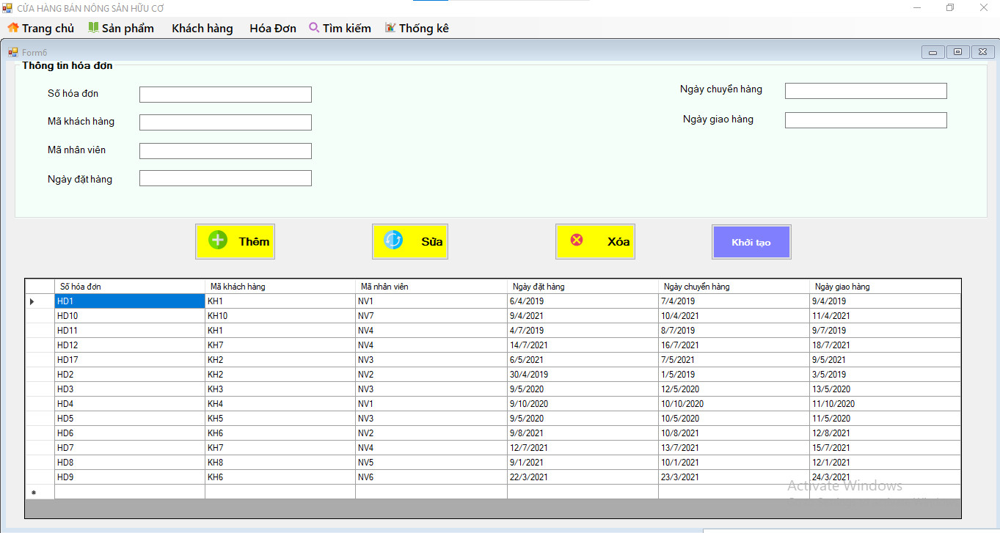 CỬA HÀNG BÁN NÔNG SẢN HỮU CƠ
Trang chủ Sản phẩm Khách hàng Hóa Đơn Tìm kiếm Thống kê
Form6
Thông tin hóa đơn
Số hóa đơn Ngày chuyển hàng
Mã khách hàng Ngày giao hàng
Mã nhân viên
Ngày đặt hàng
Thêm Sửa Xóa Khởi tạo
Số hóa đơn Mã khách hàng Mã nhân viên Ngày đặt hàng Ngày chuyển hàng Ngày giao hàng
HD1 KH1 NV1 6/4/2019 7/4/2019 9/4/2019
HD10 KH10 NV7 9/4/2021 10/4/2021 11/4/2021
HD11 KH1 NV4 4/7/2019 8/7/2019 9/7/2019
HD12 KH7 NV4 14/7/2021 16/7/2021 18/7/2021
HD17 KH2 NV3 6/5/2021 7/5/2021 9/5/2021
HD2 KH2 NV2 30/4/2019 1/5/2019 3/5/2019
HD3 KH3 NV3 9/5/2020 12/5/2020 13/5/2020
HD4 KH4 NV1 9/10/2020 10/10/2020 11/10/2020
HD5 KH5 NV3 9/5/2020 10/5/2020 11/5/2020
HD6 KH6 NV2 9/8/2021 10/8/2021 12/8/2021
HD7 KH7 NV4 12/7/2021 13/7/2021 15/7/2021
HD8 KH8 NV5 9/1/2021 10/1/2021 12/1/2021
HD9 KH6 NV6 22/3/2021 23/3/2021 24/3/2021
Activate Windows